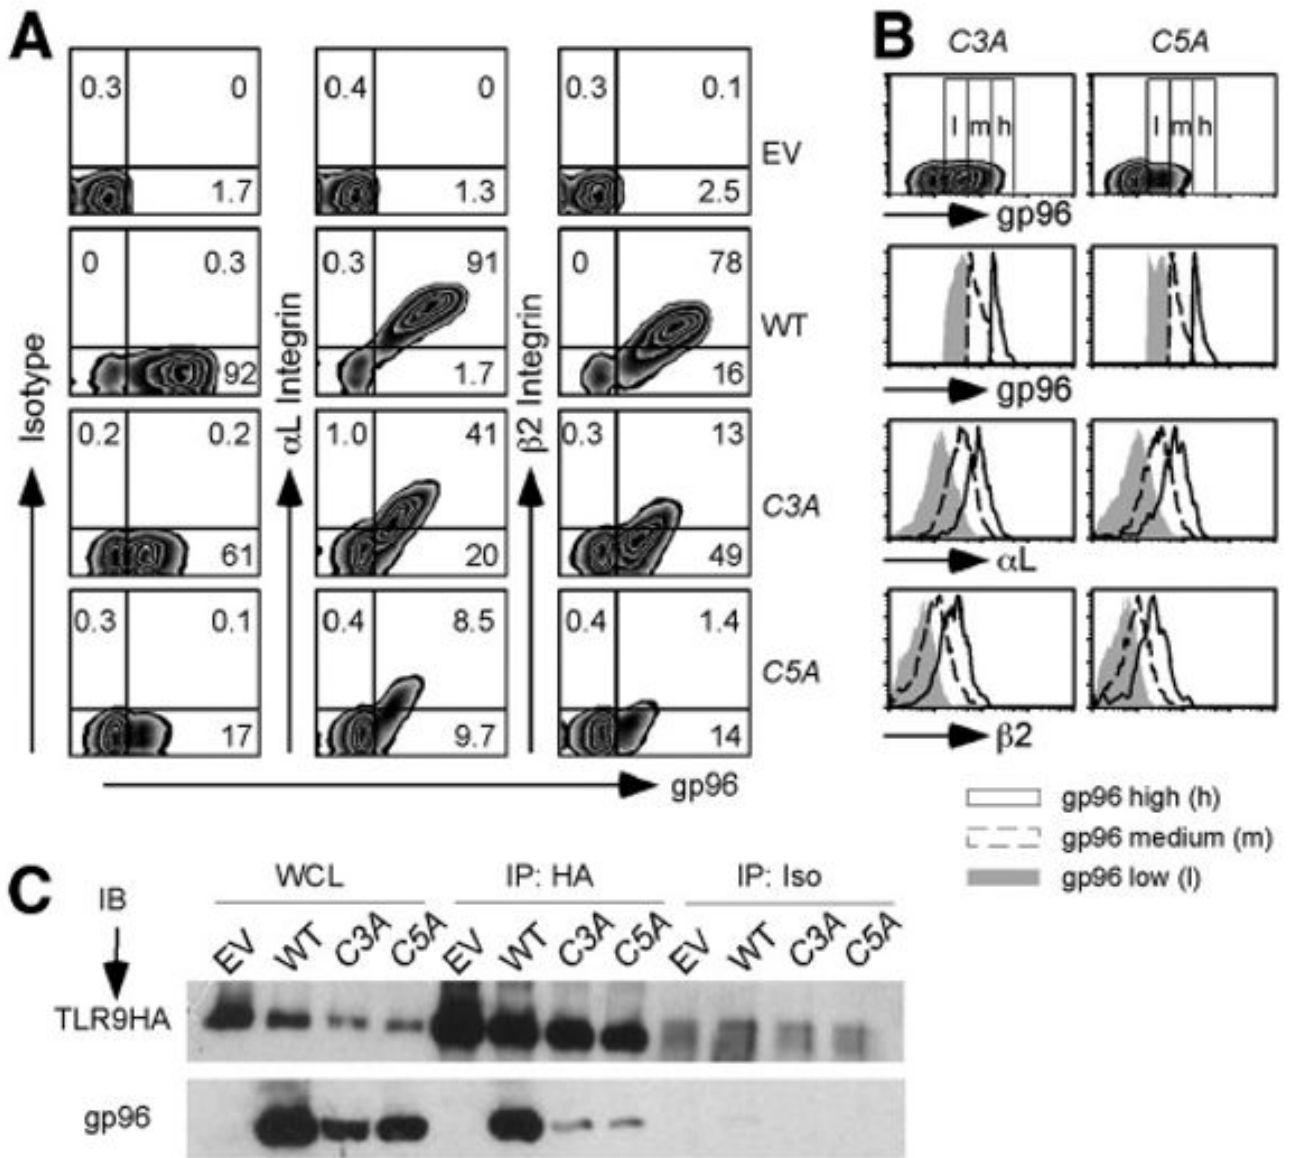 A
0.3 0
1.7
0.4 0
1.3
0.3 0.1
2.5
EV
0 0.3
92
0.3 91
1.7
0 78
16
WT
0.2 0.2
61
1.0 41
20
0.3 13
49
C3A
0.3 0.1
17
0.4 8.5
9.7
0.4 1.4
14
C5A
Isotype
αL Integrin
β2 Integrin
gp96
B
C3A C5A
l m h l m h
gp96
gp96
αL
β2
gp96 high (h)
gp96 medium (m)
gp96 low (l)
C
WCL IP: HA IP: Iso
IB
EV WT C3A C5A EV WT C3A C5A EV WT C3A C5A
TLR9HA
gp96